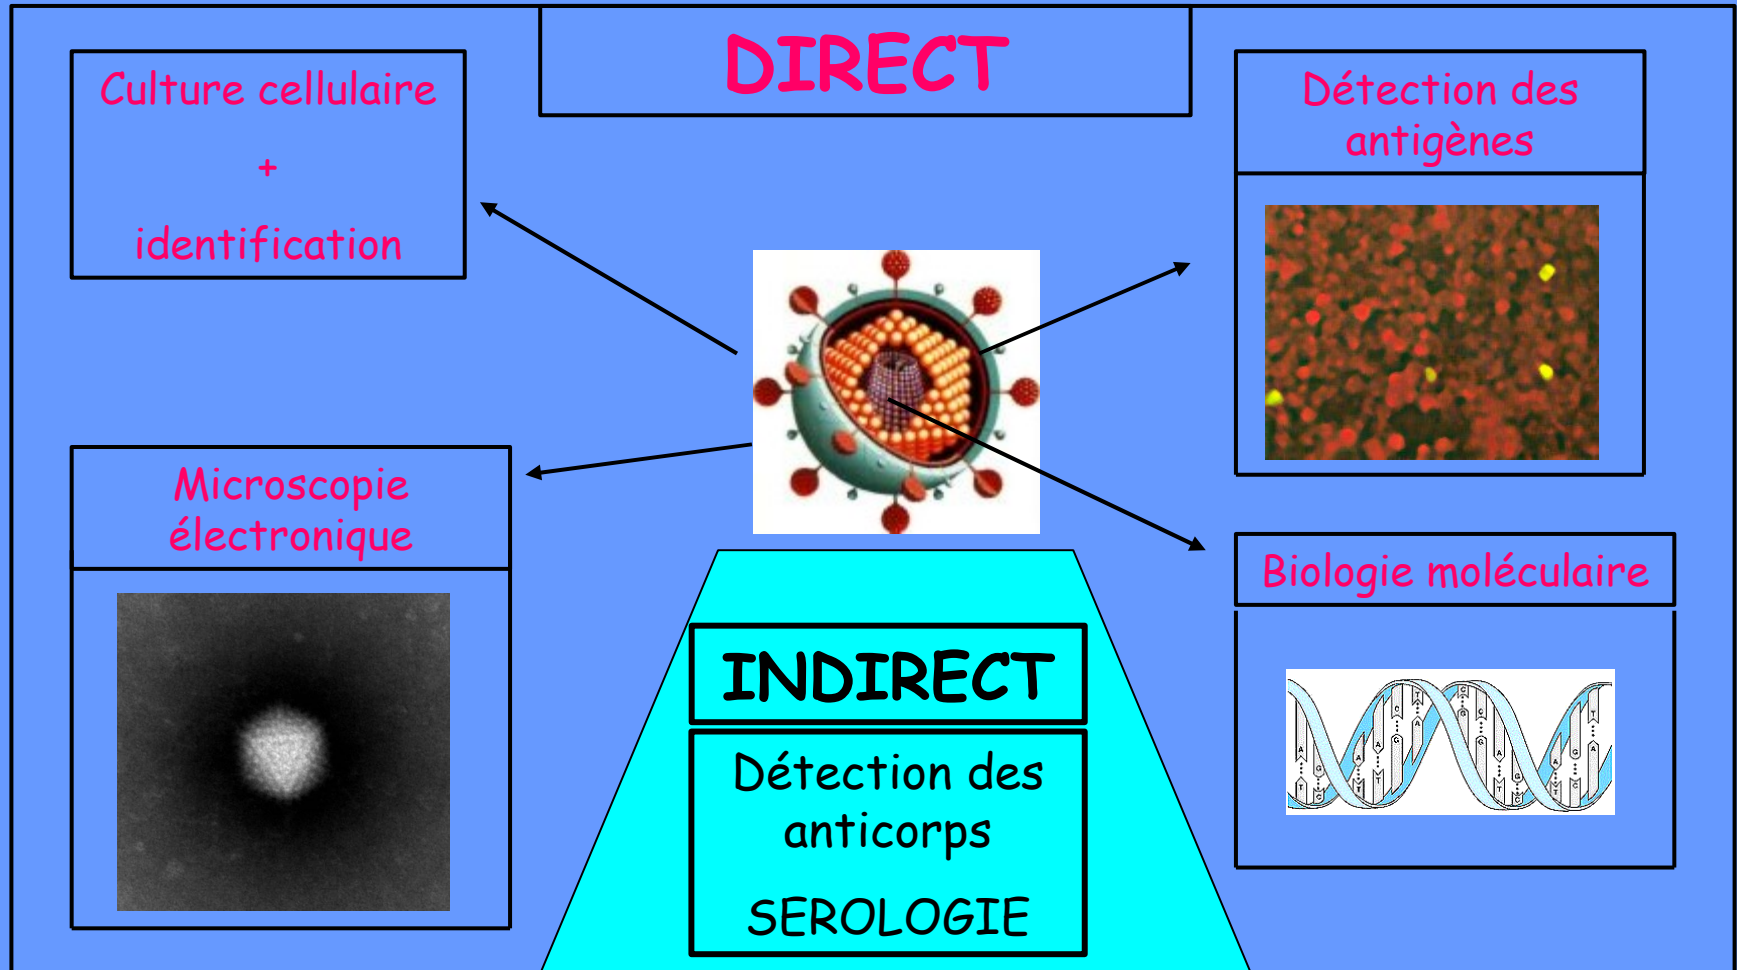 DIRECT
Culture cellulaire
+
identification
Détection des
antigènes
Microscopie
électronique
Biologie moléculaire
INDIRECT
Détection des
anticorps
SEROLOGIE